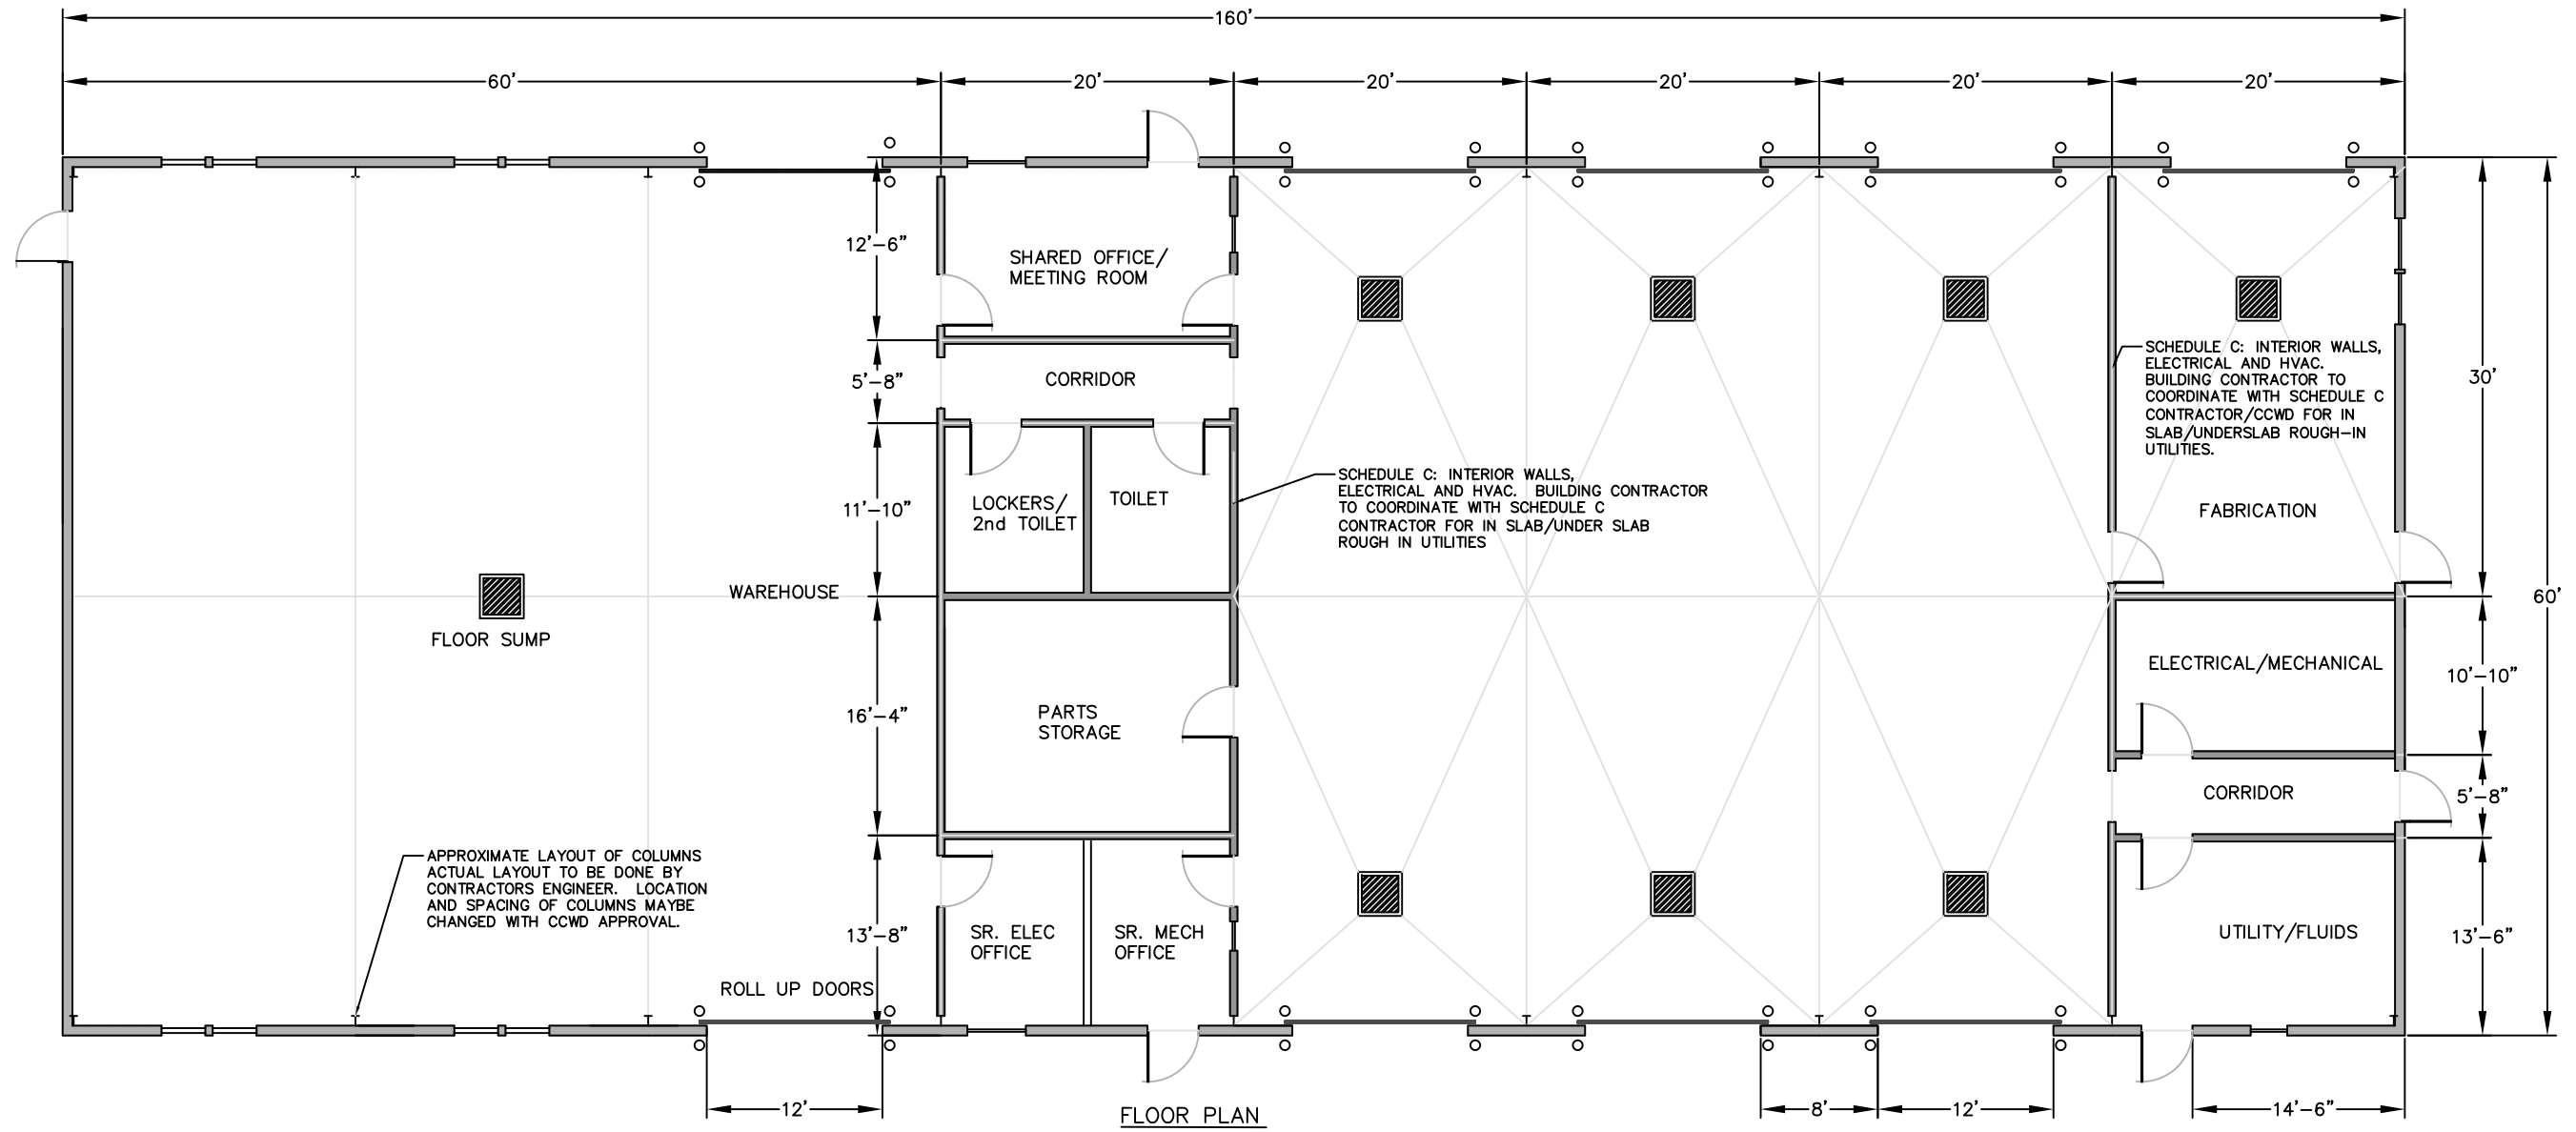 160'
60'
20'
20'
20'
20'
20'
12'-6"
SHARED OFFICE/
MEETING ROOM
5'-8"
CORRIDOR
11'-10"
LOCKERS/
2nd TOILET
TOILET
SCHEDULE C: INTERIOR WALLS,
ELECTRICAL AND HVAC. BUILDING CONTRACTOR
TO COORDINATE WITH SCHEDULE C
CONTRACTOR FOR IN SLAB/UNDER SLAB
ROUGH IN UTILITIES
SCHEDULE C: INTERIOR WALLS,
ELECTRICAL AND HVAC.
BUILDING CONTRACTOR TO
COORDINATE WITH SCHEDULE C
CONTRACTOR/CCWD FOR IN
SLAB/UNDERSLAB ROUGH-IN
UTILITIES.
30'
FABRICATION
WAREHOUSE
60'
FLOOR SUMP
16'-4"
PARTS
STORAGE
ELECTRICAL/MECHANICAL
10'-10"
CORRIDOR
5'-8"
APPROXIMATE LAYOUT OF COLUMNS
ACTUAL LAYOUT TO BE DONE BY
CONTRACTORS ENGINEER. LOCATION
AND SPACING OF COLUMNS MAYBE
CHANGED WITH CCWD APPROVAL.
13'-8"
SR. ELEC
OFFICE
SR. MECH
OFFICE
UTILITY/FLUIDS
13'-6"
ROLL UP DOORS
12'
8'
12'
14'-6"
FLOOR PLAN